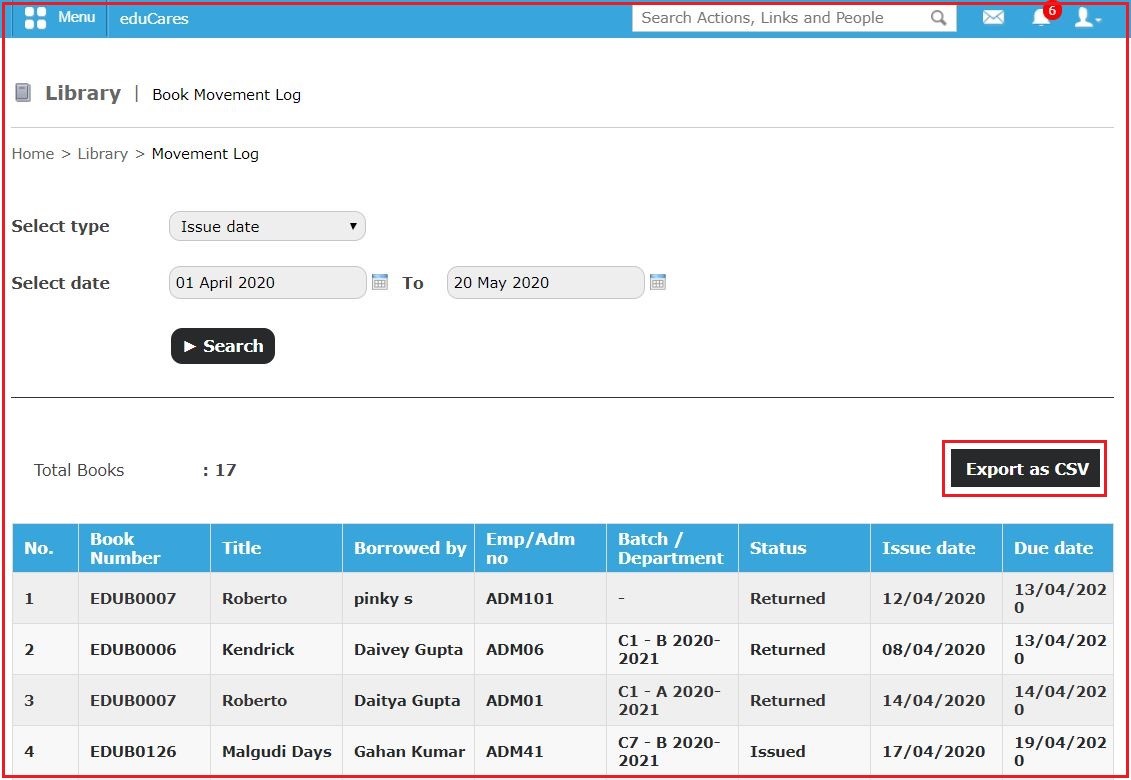 Menu eduCares Search Actions, Links and People 6
Library | Book Movement Log
Home > Library > Movement Log
Select type Issue date
Select date 01 April 2020 To 20 May 2020
► Search
Total Books : 17 Export as CSV
No. Book Number Title Borrowed by Emp/Adm no Batch / Department Status Issue date Due date
1 EDUB0007 Roberto pinky s ADM101 - Returned 12/04/2020 13/04/2020
2 EDUB0006 Kendrick Daivey Gupta ADM06 C1 - B 2020-2021 Returned 08/04/2020 13/04/2020
3 EDUB0007 Roberto Daitya Gupta ADM01 C1 - A 2020-2021 Returned 14/04/2020 14/04/2020
4 EDUB0126 Malgudi Days Gahan Kumar ADM41 C7 - B 2020-2021 Issued 17/04/2020 19/04/2020